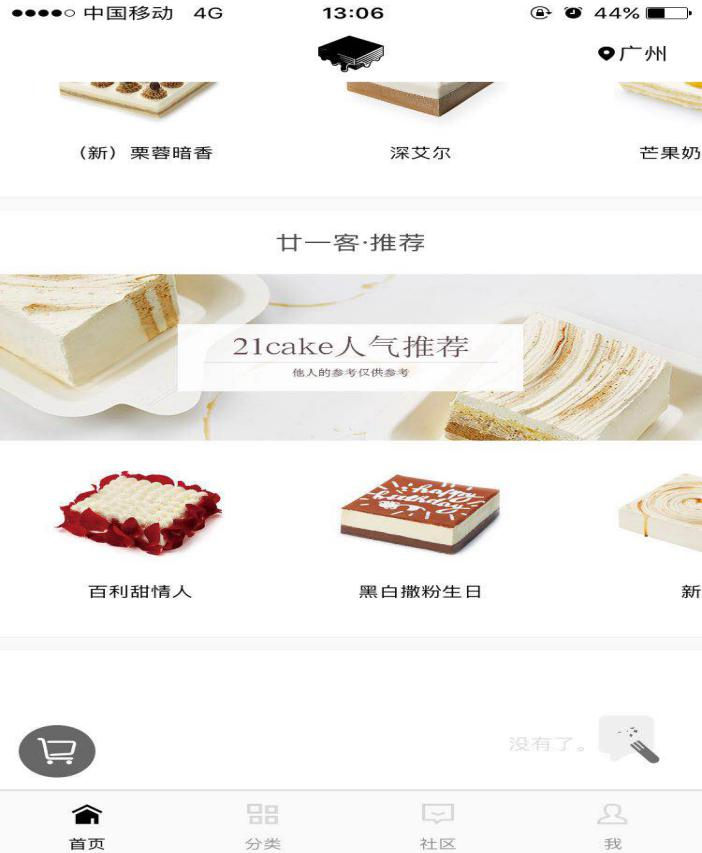 中国移动 4G 13:06 44%
广州
（新）栗蓉暗香 深艾尔 芒果奶
廿一客·推荐
21cake人气推荐
他人的参考仅供参考
happy birthday
百利甜情人 黑白撒粉生日 新
没有了。
首页 分类 社区 我